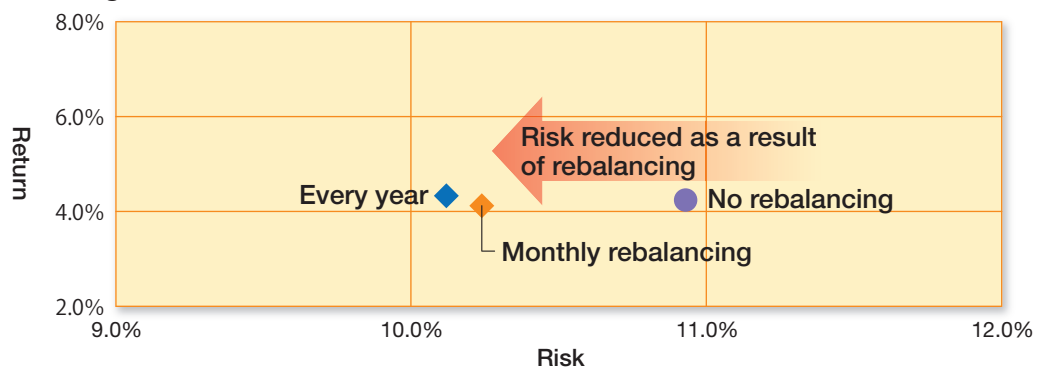 8.0%
6.0%
4.0%
2.0%
Return
Risk reduced as a result
of rebalancing
Every year
No rebalancing
Monthly rebalancing
9.0%
10.0%
11.0%
12.0%
Risk